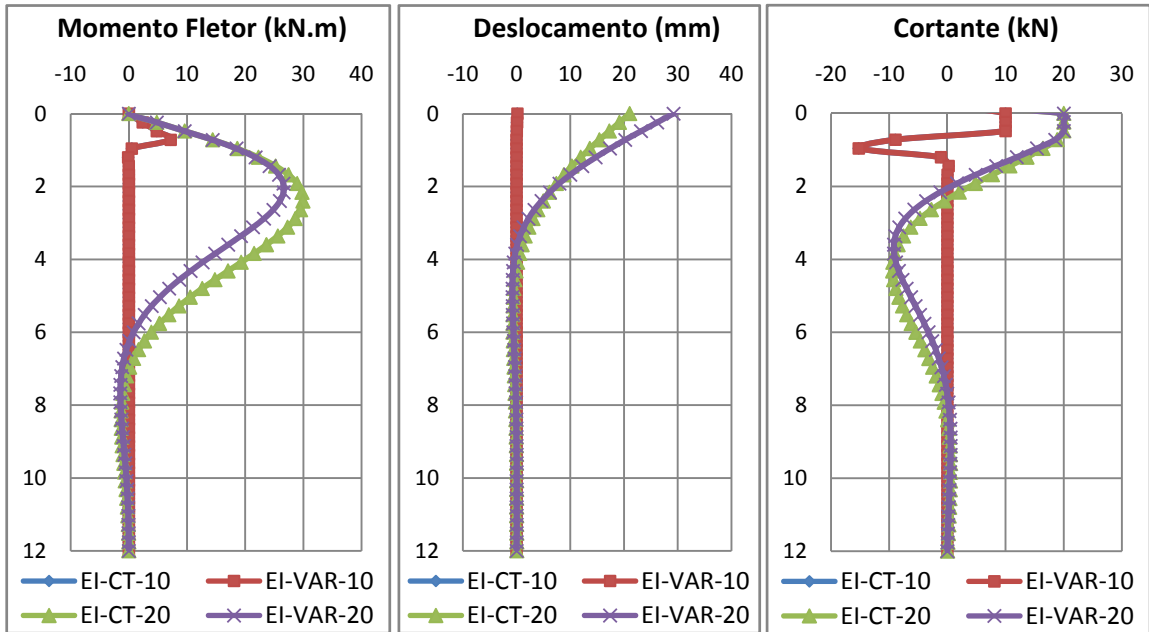 Momento Fletor (kN.m)
-10 0 10 20 30 40
0
2
4
6
8
10
12
EI-CT-10 EI-VAR-10
EI-CT-20 EI-VAR-20
Deslocamento (mm)
-10 0 10 20 30 40
0
2
4
6
8
10
12
EI-CT-10 EI-VAR-10
EI-CT-20 EI-VAR-20
Cortante (kN)
-20 -10 0 10 20 30
0
2
4
6
8
10
12
EI-CT-10 EI-VAR-10
EI-CT-20 EI-VAR-20